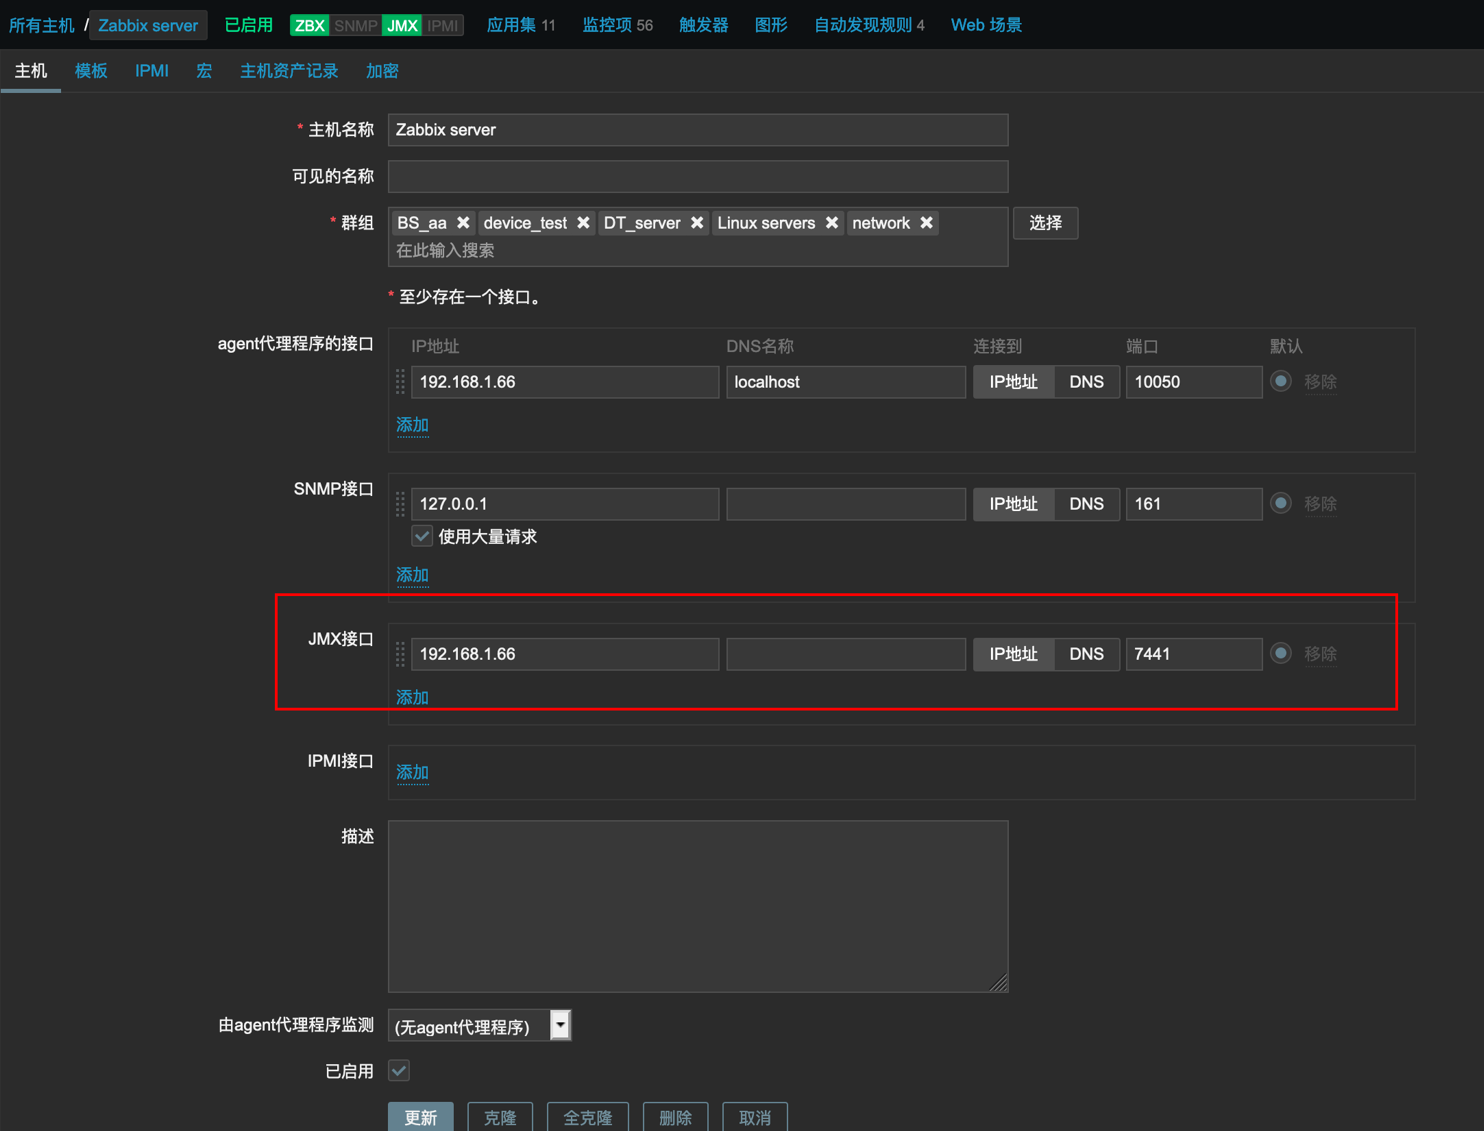 所有主机 / Zabbix server 已启用 ZBX SNMP JMX IPMI 应用集 11 监控项 56 触发器 图形 自动发现规则 4 Web 场景
主机 模板 IPMI 宏 主机资产记录 加密
* 主机名称 Zabbix server
可见的名称
* 群组 BS_aa ✖ device_test ✖ DT_server ✖ Linux servers ✖ network ✖ 选择
在此输入搜索
* 至少存在一个接口。
agent代理程序的接口 IP地址 DNS名称 连接到 端口 默认
192.168.1.66 localhost IP地址 DNS 10050 移除
添加
SNMP接口 127.0.0.1 IP地址 DNS 161 移除
使用大量请求
添加
JMX接口 192.168.1.66 IP地址 DNS 7441 移除
添加
IPMI接口 添加
描述
由agent代理程序监测 (无agent代理程序)
已启用
更新 克隆 全克隆 删除 取消